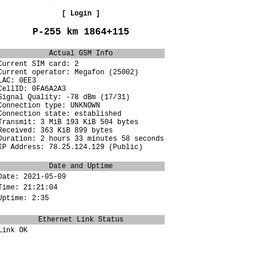 [ Login ]
P-255 km 1864+115
Actual GSM Info
Current SIM card: 2
Current operator: Megafon (25002)
LAC: 0EE3
CellID: 0FA6A2A3
Signal Quality: -78 dBm (17/31)
Connection type: UNKNOWN
Connection state: established
Transmit: 3 MiB 193 KiB 504 bytes
Received: 363 KiB 899 bytes
Duration: 2 hours 33 minutes 58 seconds
IP Address: 78.25.124.129 (Public)
Date and Uptime
Date: 2021-05-09
Time: 21:21:04
Uptime: 2:35
Ethernet Link Status
Link OK